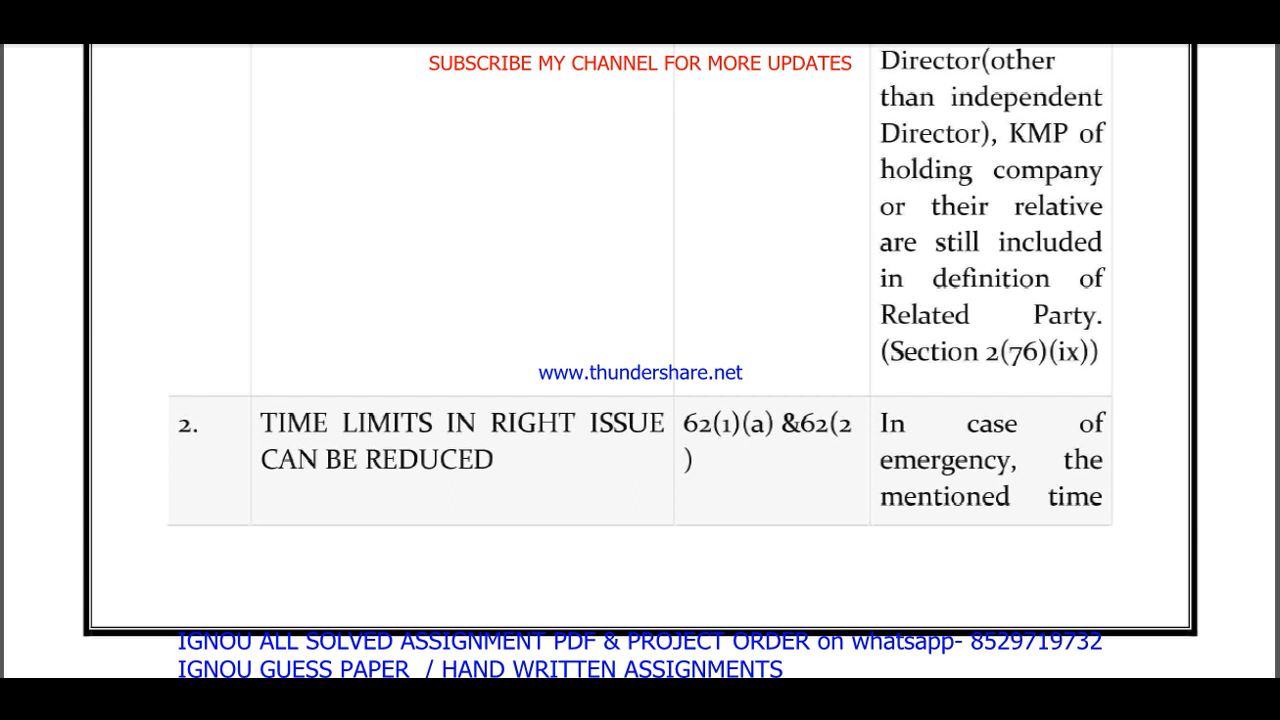 SUBSCRIBE MY CHANNEL FOR MORE UPDATES
Director(other
than independent
Director), KMP of
holding company
or their relative
are still included
in definition of
Related Party.
(Section 2(76)(ix))
www.thundershare.net
2.
TIME LIMITS IN RIGHT ISSUE
CAN BE REDUCED
62(1)(a) &62(2
)
In case of
emergency, the
mentioned time
IGNOU ALL SOLVED ASSIGNMENT PDF & PROJECT ORDER on whatsapp- 8529719732
IGNOU GUESS PAPER / HAND WRITTEN ASSIGNMENTS